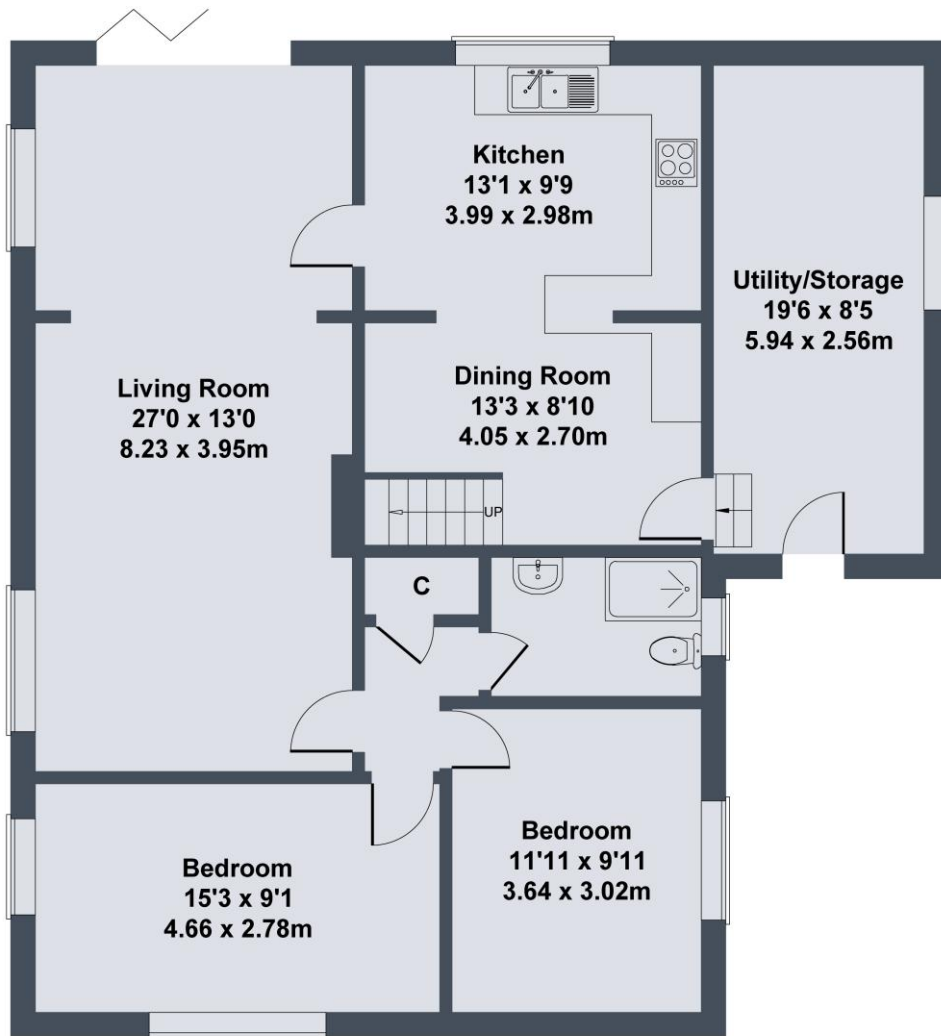 Kitchen
13'1 x 9'9
3.99 x 2.98m
Utility/Storage
19'6 x 8'5
5.94 x 2.56m
Living Room
27'0 x 13'0
8.23 x 3.95m
Dining Room
13'3 x 8'10
4.05 x 2.70m
UP
C
Bedroom
15'3 x 9'1
4.66 x 2.78m
Bedroom
11'11 x 9'11
3.64 x 3.02m